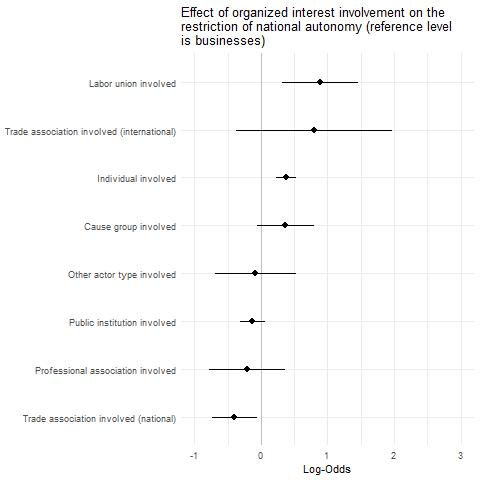 Effect of organized interest involvement on the
restriction of national autonomy (reference level
is businesses)
Labor union involved
Trade association involved (international)
Individual involved
Cause group involved
Other actor type involved
Public institution involved
Professional association involved
Trade association involved (national)
-1 0 1 2 3
Log-Odds